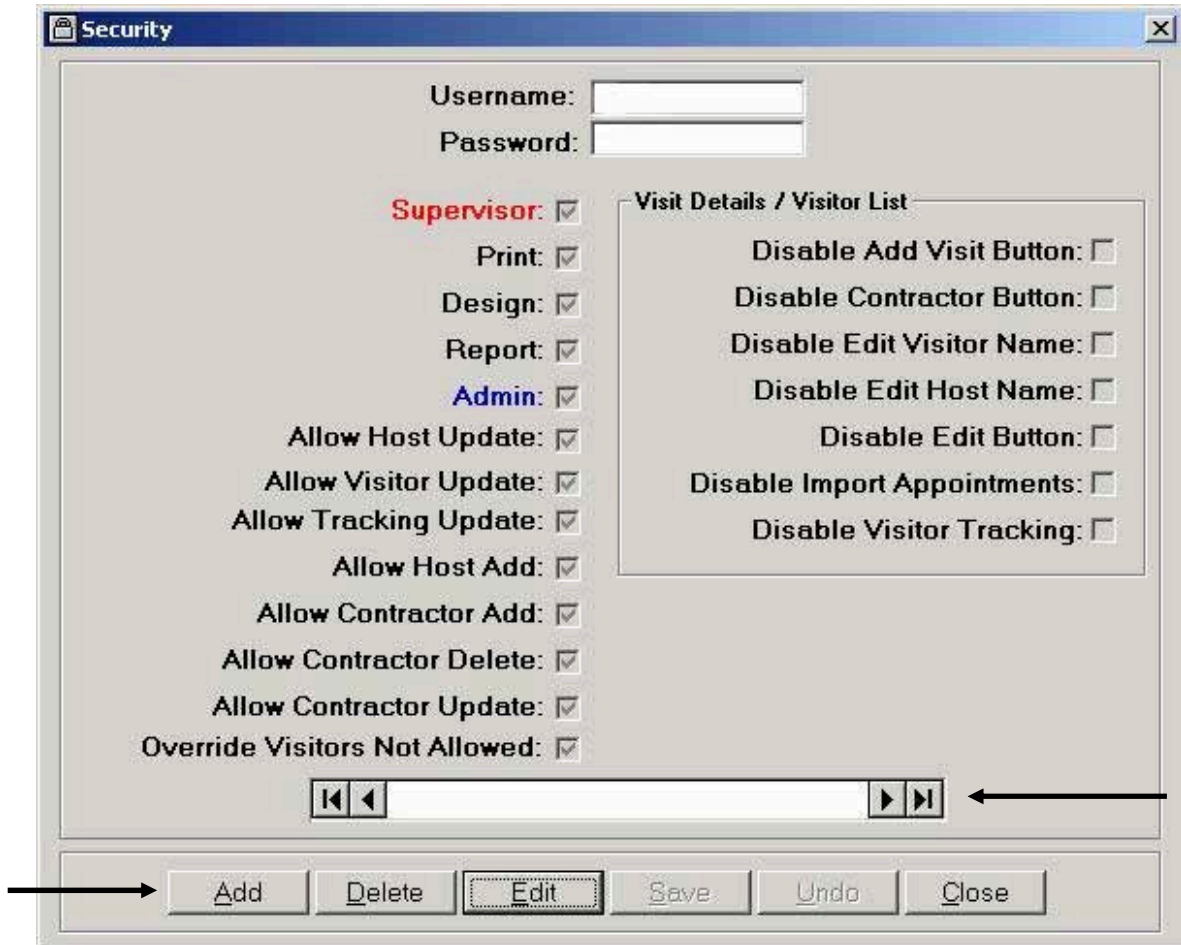 Security
Username:
Password:
Supervisor:
Print:
Design:
Report:
Admin:
Allow Host Update:
Allow Visitor Update:
Allow Tracking Update:
Allow Host Add:
Allow Contractor Add:
Allow Contractor Delete:
Allow Contractor Update:
Override Visitors Not Allowed:
Visit Details / Visitor List
Disable Add Visit Button:
Disable Contractor Button:
Disable Edit Visitor Name:
Disable Edit Host Name:
Disable Edit Button:
Disable Import Appointments:
Disable Visitor Tracking:
Add Delete Edit Save Undo Close